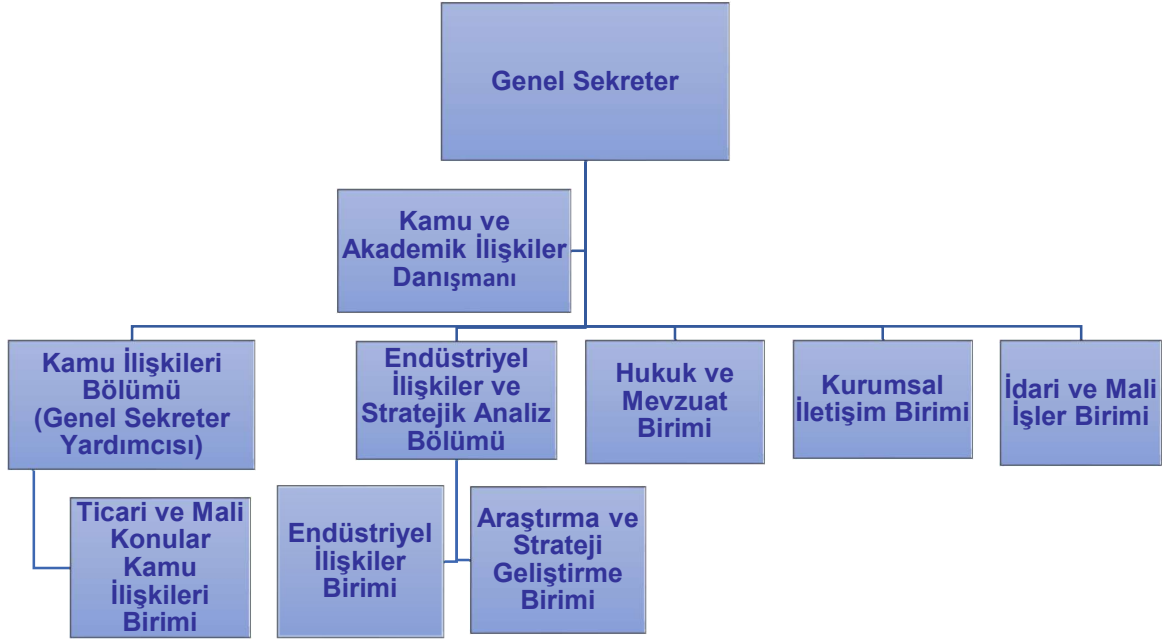 Genel Sekreter
Kamu ve
Akademik İlişkiler
Danışmanı
Kamu İlişkileri
Bölümü
(Genel Sekreter
Yardımcısı)
Endüstriyel
İlişkiler ve
Stratejik Analiz
Bölümü
Hukuk ve
Mevzuat
Birimi
Kurumsal
İletişim Birimi
İdari ve Mali
İşler Birimi
Ticari ve Mali
Konular
Kamu
İlişkileri
Birimi
Endüstriyel
İlişkiler
Birimi
Araştırma ve
Strateji
Geliştirme
Birimi